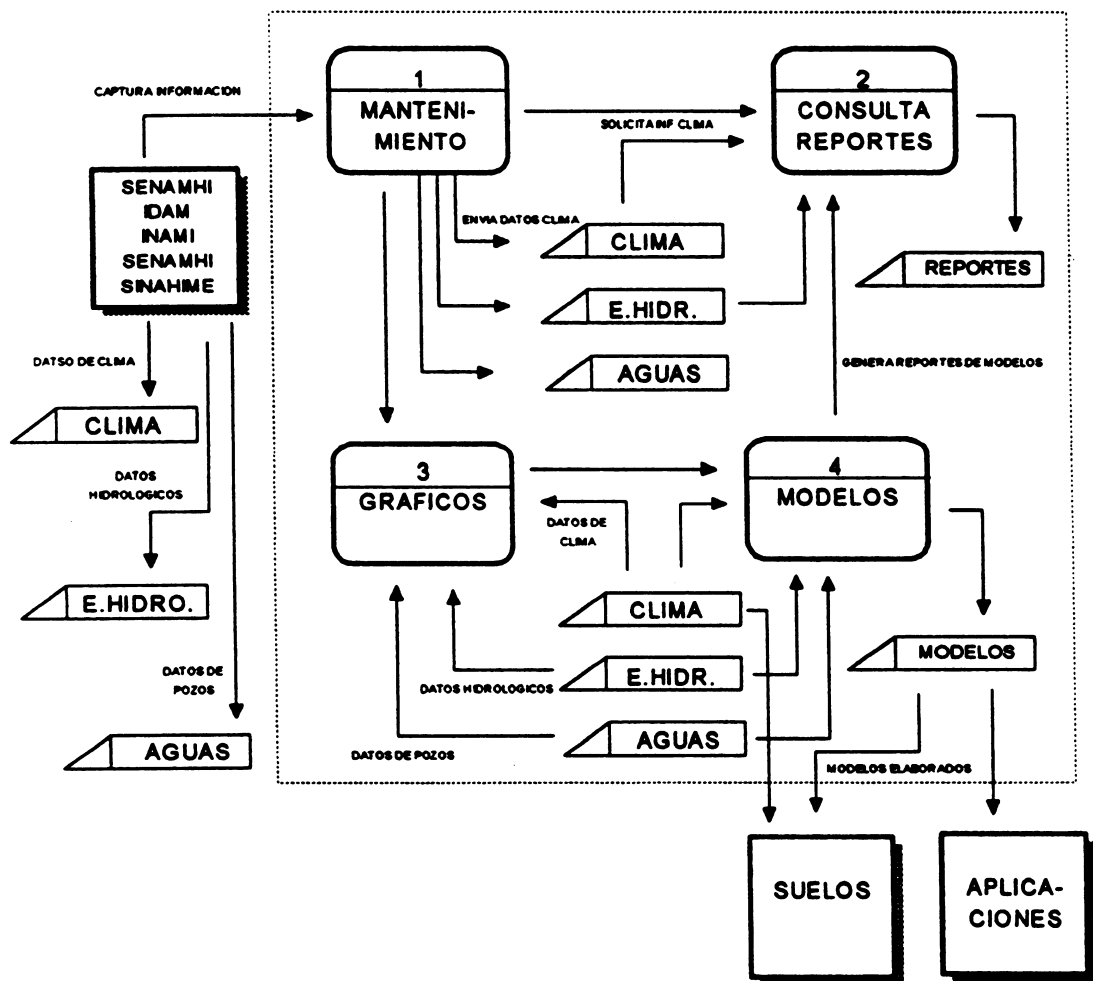 1
MANTENI-
MIENTO
2
CONSULTA
REPORTES
CAPTURA INFORMACION
SOLICITA INF CLIMA
SENAMHI
IDAM
INAMI
SENAMHI
SINAHIME
ENVIA DATOS CLIMA
CLIMA
REPORTES
E.HIDR.
DATSO DE CLIMA
AGUAS
GENERA REPORTES DE MODELOS
CLIMA
DATOS
HIDROLOGICOS
3
GRAFICOS
4
MODELOS
DATOS DE
CLIMA
E.HIDRO.
CLIMA
MODELOS
DATOS DE
POZOS
DATOS HIDROLOGICOS
E.HIDR.
AGUAS
DATOS DE POZOS
AGUAS
MODELOS ELABORADOS
SUELOS
APLICA-
CIONES